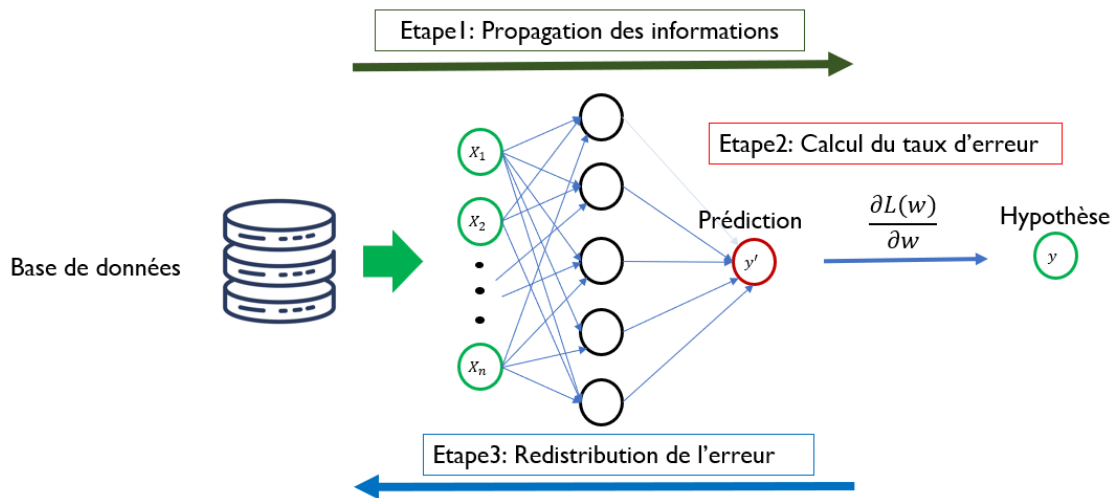 Etape1: Propagation des informations
Etape2: Calcul du taux d'erreur
X₁
X₂
Xₙ
Base de données
Prédiction
y'
∂L(w)
∂w
Hypothèse
y
Etape3: Redistribution de l'erreur